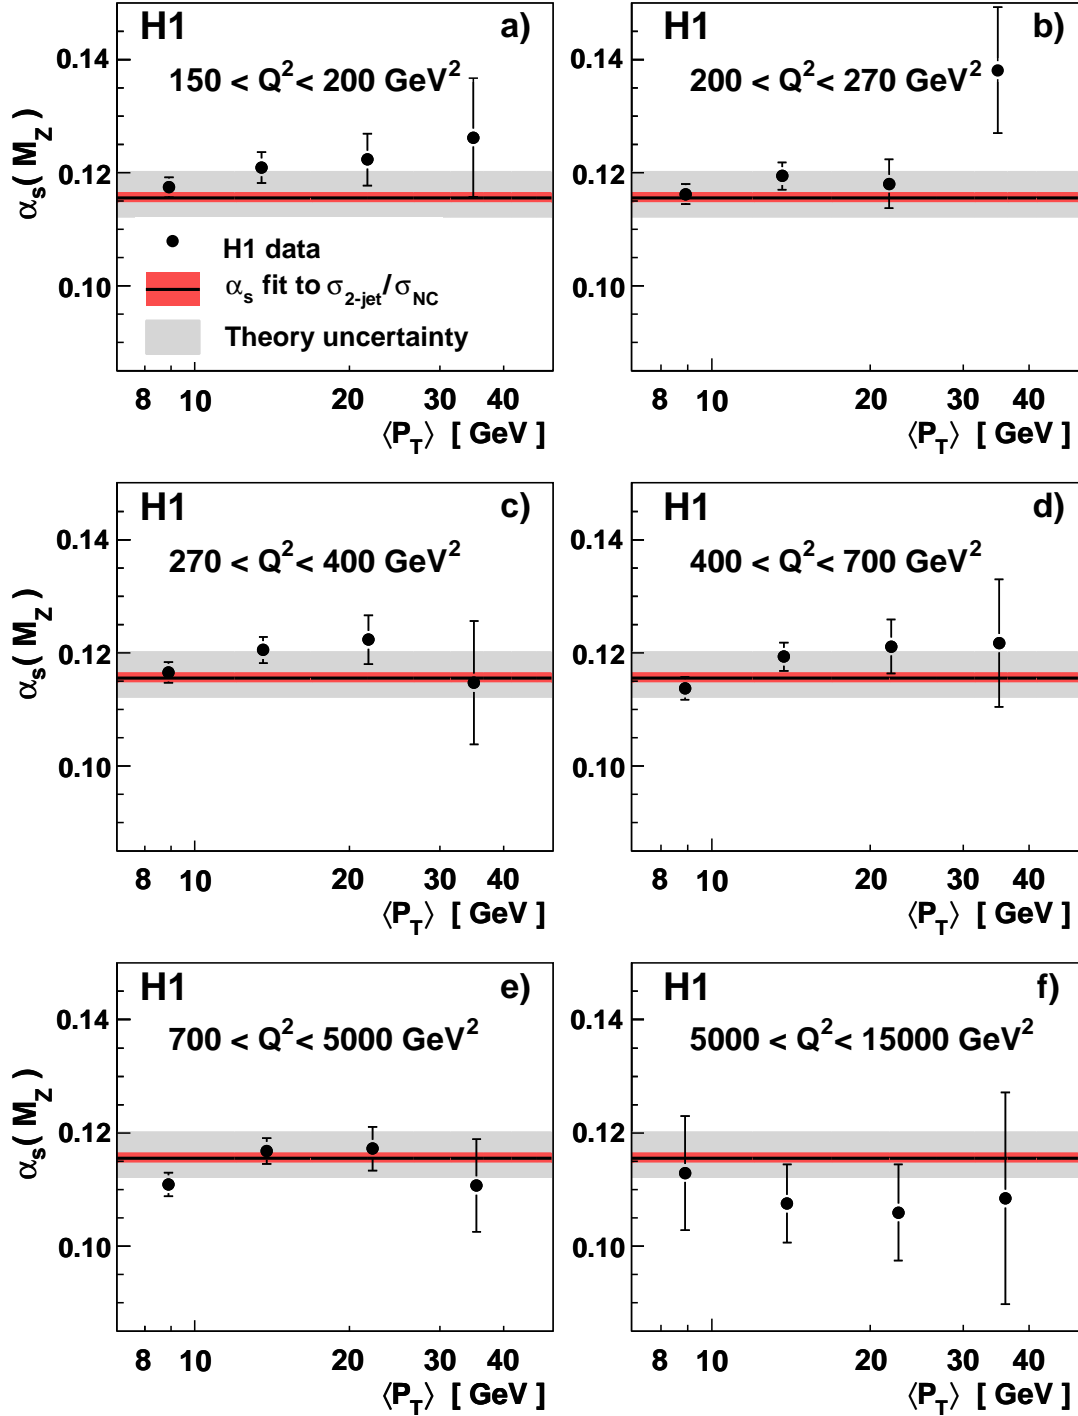 H1 a)
150 < Q² < 200 GeV²
0.14
0.12
0.10
αs( MZ )
H1 data
αs fit to σ2-jet/σNC
Theory uncertainty
8 10 20 30 40
⟨PT⟩ [ GeV ]
H1 b)
200 < Q² < 270 GeV²
0.14
0.12
0.10
8 10 20 30 40
⟨PT⟩ [ GeV ]
H1 c)
270 < Q² < 400 GeV²
0.14
0.12
0.10
αs( MZ )
8 10 20 30 40
⟨PT⟩ [ GeV ]
H1 d)
400 < Q² < 700 GeV²
0.14
0.12
0.10
8 10 20 30 40
⟨PT⟩ [ GeV ]
H1 e)
700 < Q² < 5000 GeV²
0.14
0.12
0.10
αs( MZ )
8 10 20 30 40
⟨PT⟩ [ GeV ]
H1 f)
5000 < Q² < 15000 GeV²
0.14
0.12
0.10
8 10 20 30 40
⟨PT⟩ [ GeV ]